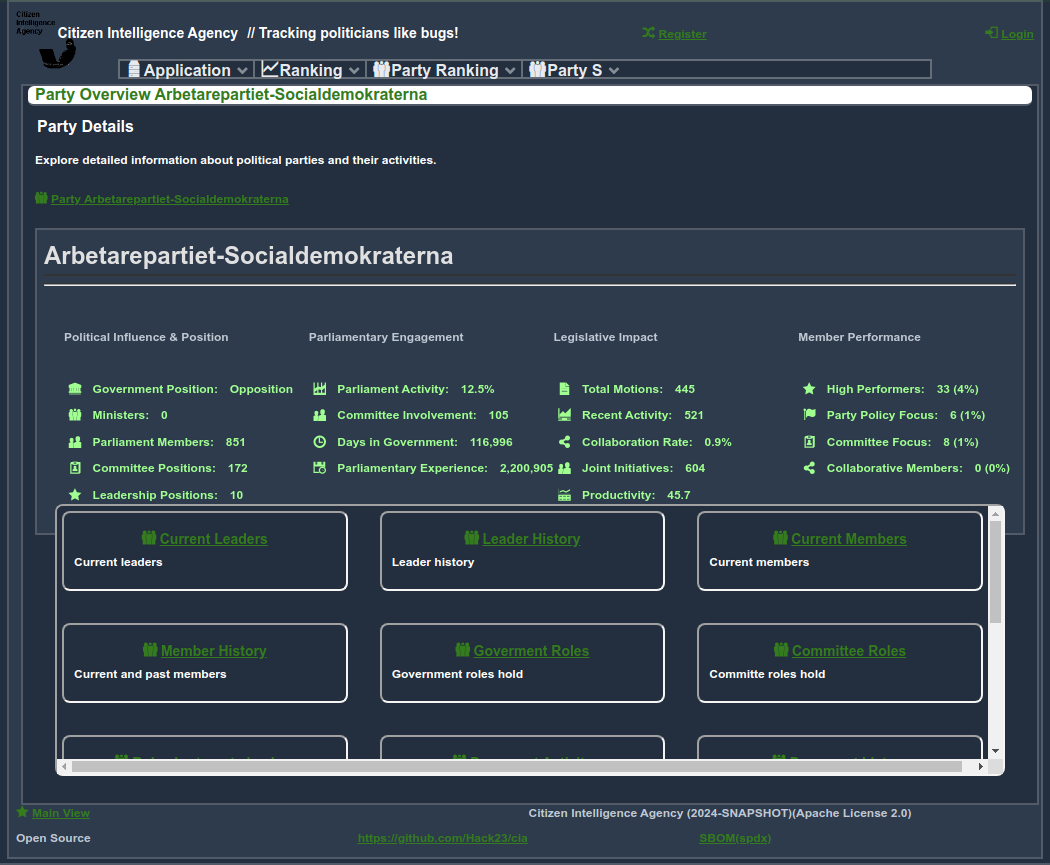 Citizen
Intelligence
Agency
Citizen Intelligence Agency // Tracking politicians like bugs!
Register
Login
Application
Ranking
Party Ranking
Party S
Party Overview Arbetarepartiet-Socialdemokraterna
Party Details
Explore detailed information about political parties and their activities.
Party Arbetarepartiet-Socialdemokraterna
Arbetarepartiet-Socialdemokraterna
Political Influence & Position
Government Position: Opposition
Ministers: 0
Parliament Members: 851
Committee Positions: 172
Leadership Positions: 10
Parliamentary Engagement
Parliament Activity: 12.5%
Committee Involvement: 105
Days in Government: 116,996
Parliamentary Experience: 2,200,905
Legislative Impact
Total Motions: 445
Recent Activity: 521
Collaboration Rate: 0.9%
Joint Initiatives: 604
Productivity: 45.7
Member Performance
High Performers: 33 (4%)
Party Policy Focus: 6 (1%)
Committee Focus: 8 (1%)
Collaborative Members: 0 (0%)
Current Leaders
Current leaders
Leader History
Leader history
Current Members
Current members
Member History
Current and past members
Goverment Roles
Government roles hold
Committee Roles
Committe roles hold
Main View
Citizen Intelligence Agency (2024-SNAPSHOT)(Apache License 2.0)
Open Source
https://github.com/Hack23/cia
SBOM(spdx)